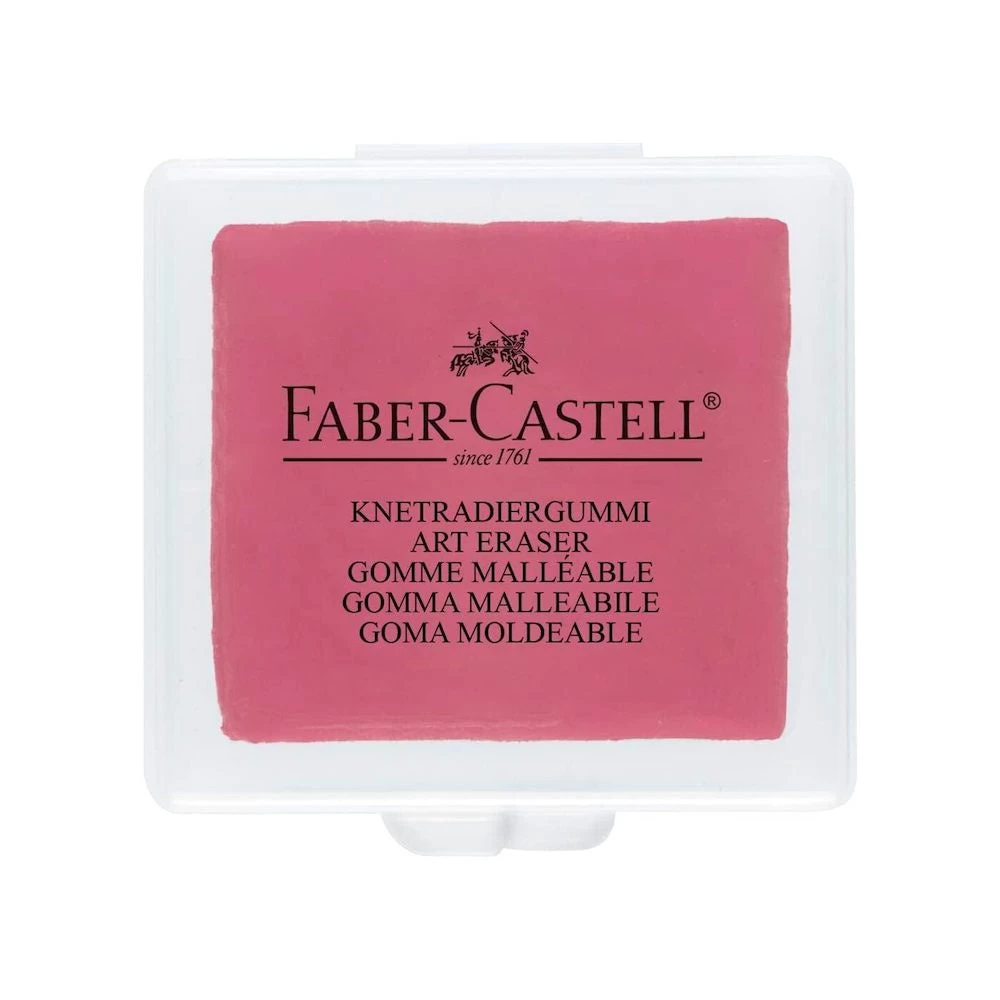 FABER-CASTELL®
since 1761
KNETRADIERGUMMI
ART ERASER
GOMME MALLÉABLE
GOMMA MALLEABILE
GOMA MOLDEABLE